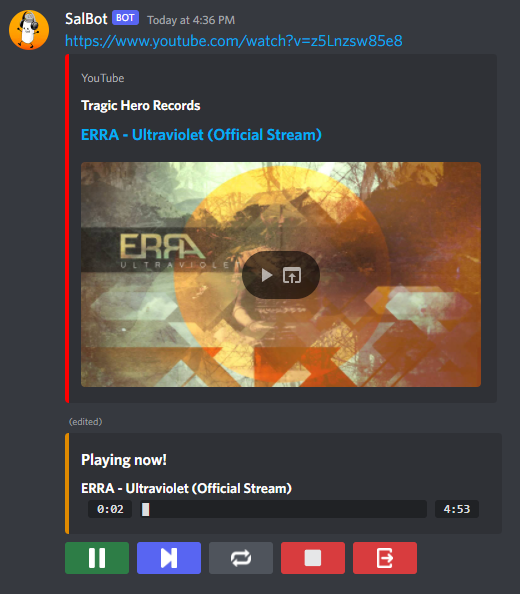 SalBot BOT Today at 4:36 PM
https://www.youtube.com/watch?v=z5Lnzsw85e8
YouTube
Tragic Hero Records
ERRA - Ultraviolet (Official Stream)
ERRA
ULTRAVIOLE
(edited)
Playing now!
ERRA - Ultraviolet (Official Stream)
0:02 4:53